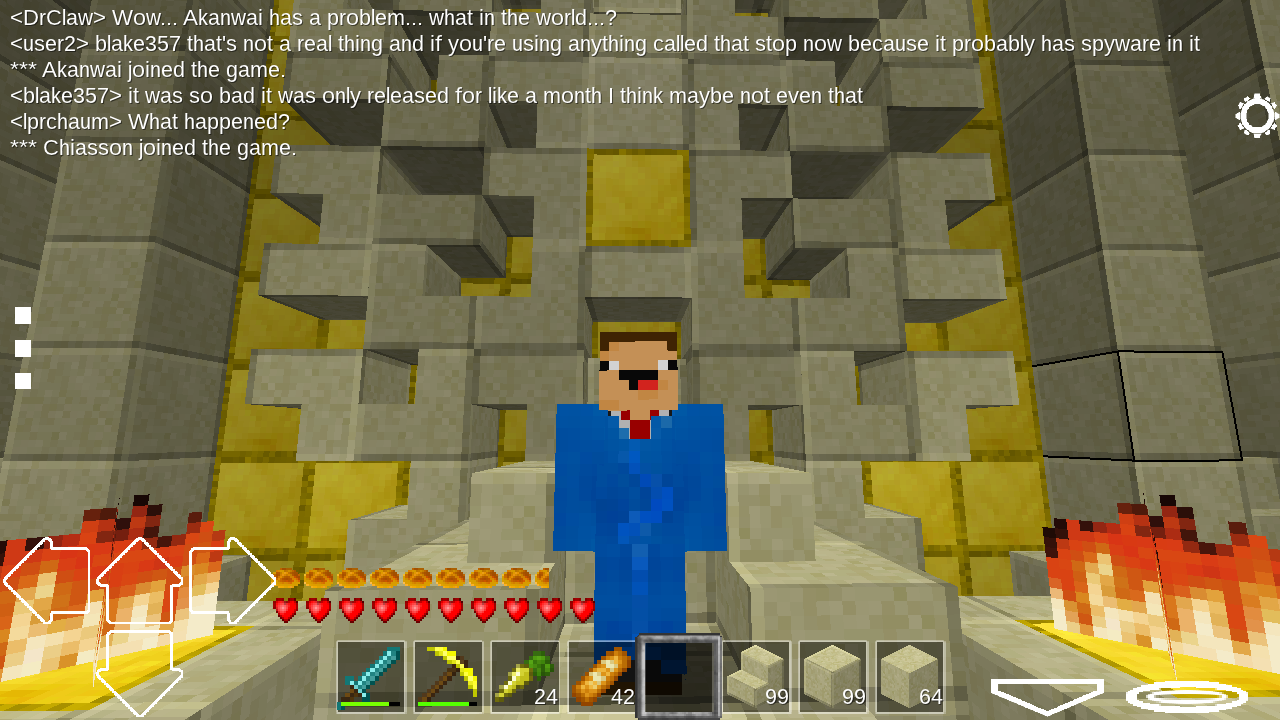 <DrClaw> Wow... Akanwai has a problem... what in the world...?
<user2> blake357 that's not a real thing and if you're using anything called that stop now because it probably has spyware in it
*** Akanwai joined the game.
<blake357> it was so bad it was only released for like a month I think maybe not even that
<lprchaum> What happened?
*** Chiasson joined the game.
24 42 99 99 64